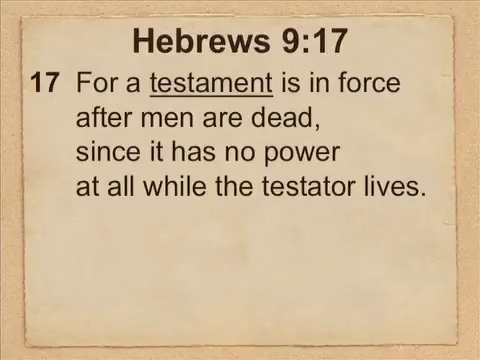 Hebrews 9:17
17 For a testament is in force
after men are dead,
since it has no power
at all while the testator lives.